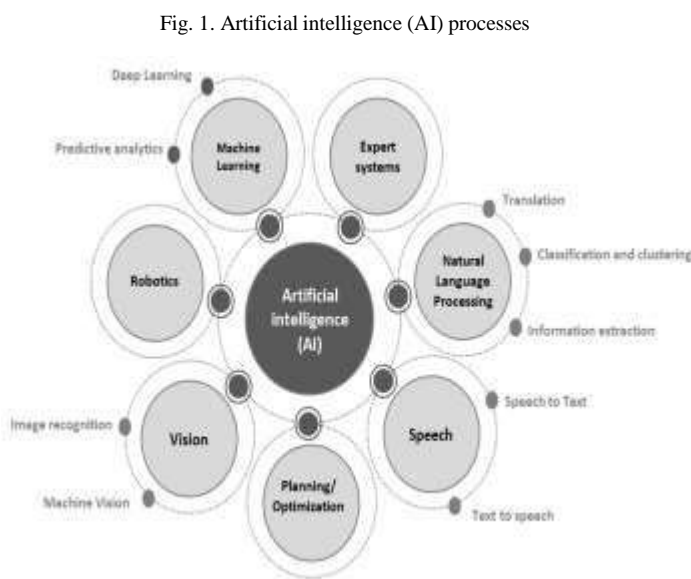 Fig. 1. Artificial intelligence (AI) processes
Deep Learning
Predictive analytics
Machine
Learning
Expert
systems
Translation
Classification and clustering
Natural
Language
Processing
Information extraction
Robotics
Artificial
intelligence
(AI)
Speech to Text
Speech
Text to speech
Image recognition
Vision
Machine Vision
Planning/
Optimization